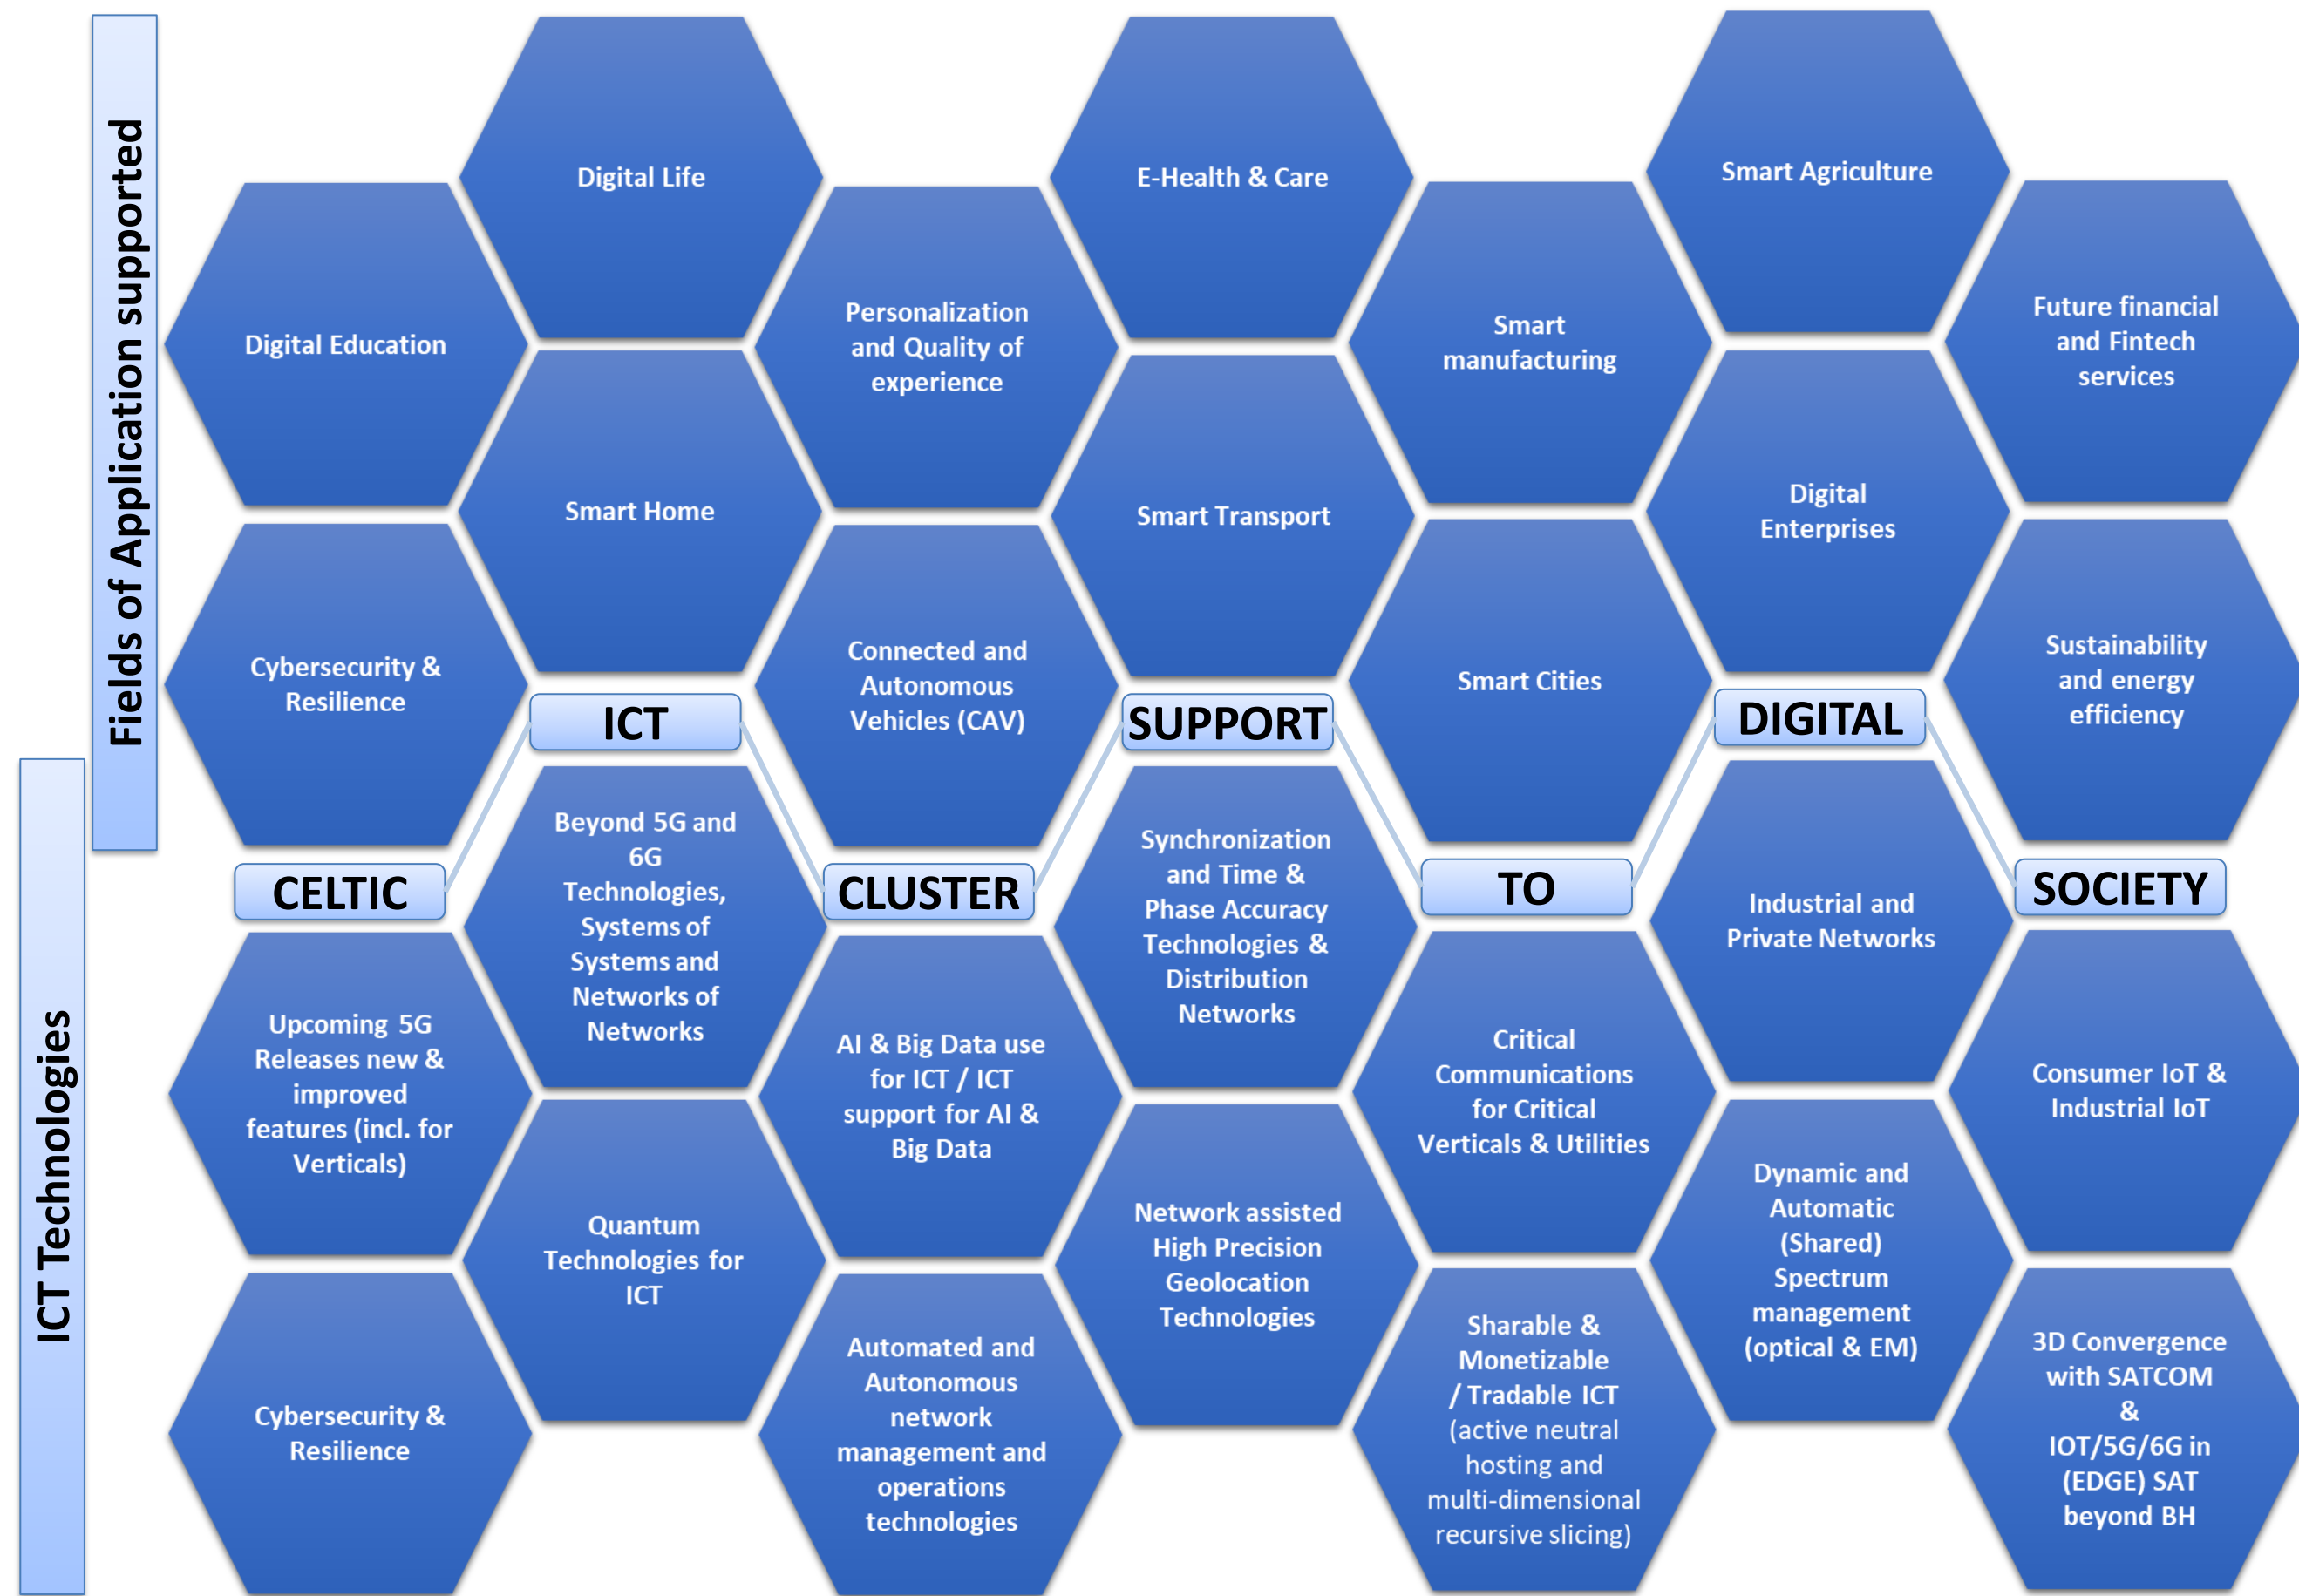 Fields of Application supported
Digital Life
E-Health & Care
Smart Agriculture
Digital Education
Personalization
and Quality of
experience
Smart
manufacturing
Future financial
and Fintech
services
Smart Home
Smart Transport
Digital
Enterprises
Cybersecurity &
Resilience
Connected and
Autonomous
Vehicles (CAV)
Smart Cities
Sustainability
and energy
efficiency
CELTIC
ICT
CLUSTER
SUPPORT
TO
DIGITAL
SOCIETY
ICT Technologies
Beyond 5G and
6G
Technologies,
Systems of
Systems and
Networks of
Networks
Synchronization
and Time &
Phase Accuracy
Technologies &
Distribution
Networks
Industrial and
Private Networks
Upcoming 5G
Releases new &
improved
features (incl. for
Verticals)
AI & Big Data use
for ICT / ICT
support for AI &
Big Data
Critical
Communications
for Critical
Verticals & Utilities
Consumer IoT &
Industrial IoT
Quantum
Technologies for
ICT
Network assisted
High Precision
Geolocation
Technologies
Dynamic and
Automatic
(Shared)
Spectrum
management
(optical & EM)
Cybersecurity &
Resilience
Automated and
Autonomous
network
management and
operations
technologies
Sharable &
Monetizable
/ Tradable ICT
(active neutral
hosting and
multi-dimensional
recursive slicing)
3D Convergence
with SATCOM
&
IOT/5G/6G in
(EDGE) SAT
beyond BH